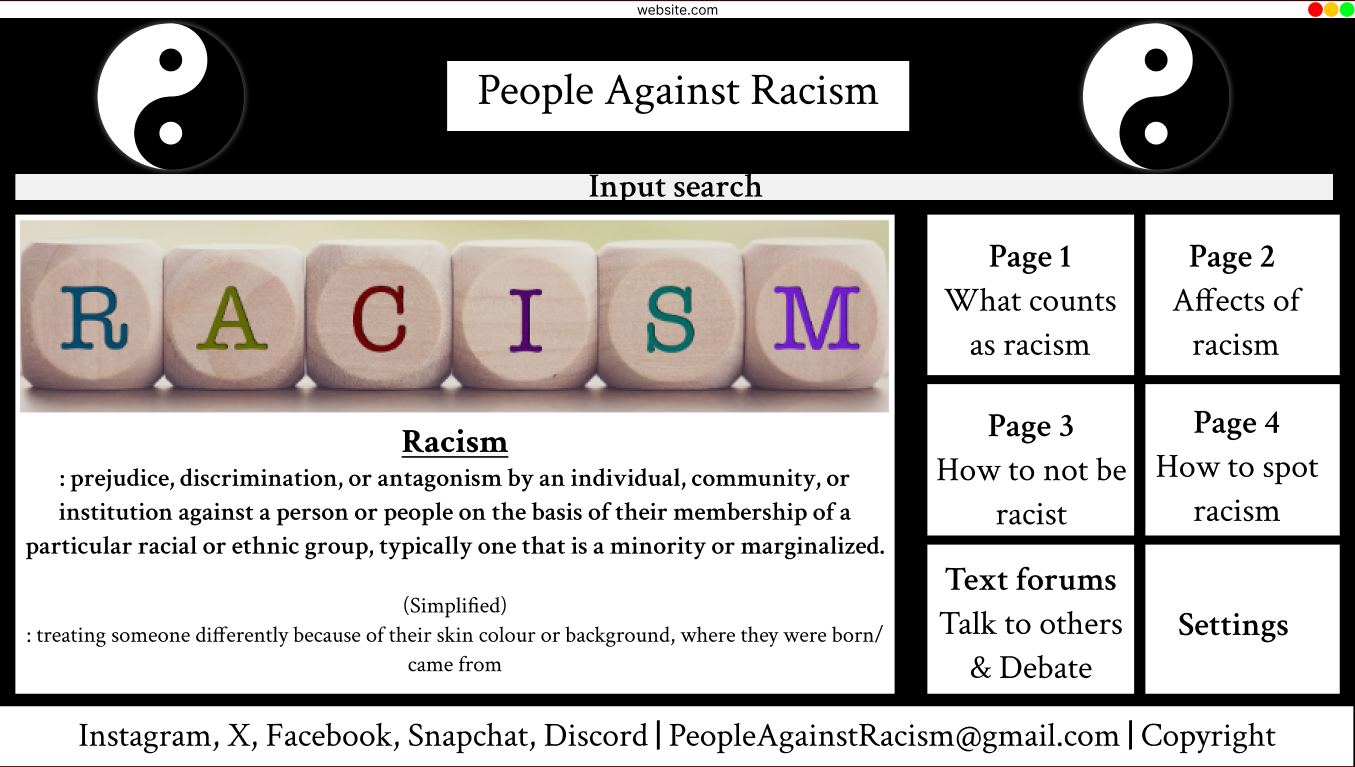 website.com
People Against Racism
Input search
RACISM
Racism
: prejudice, discrimination, or antagonism by an individual, community, or
institution against a person or people on the basis of their membership of a
particular racial or ethnic group, typically one that is a minority or marginalized.
(Simplified)
: treating someone differently because of their skin colour or background, where they were born/
came from
Page 1
What counts
as racism
Page 2
Affects of
racism
Page 3
How to not be
racist
Page 4
How to spot
racism
Text forums
Talk to others
& Debate
Settings
Instagram, X, Facebook, Snapchat, Discord | PeopleAgainstRacism@gmail.com | Copyright